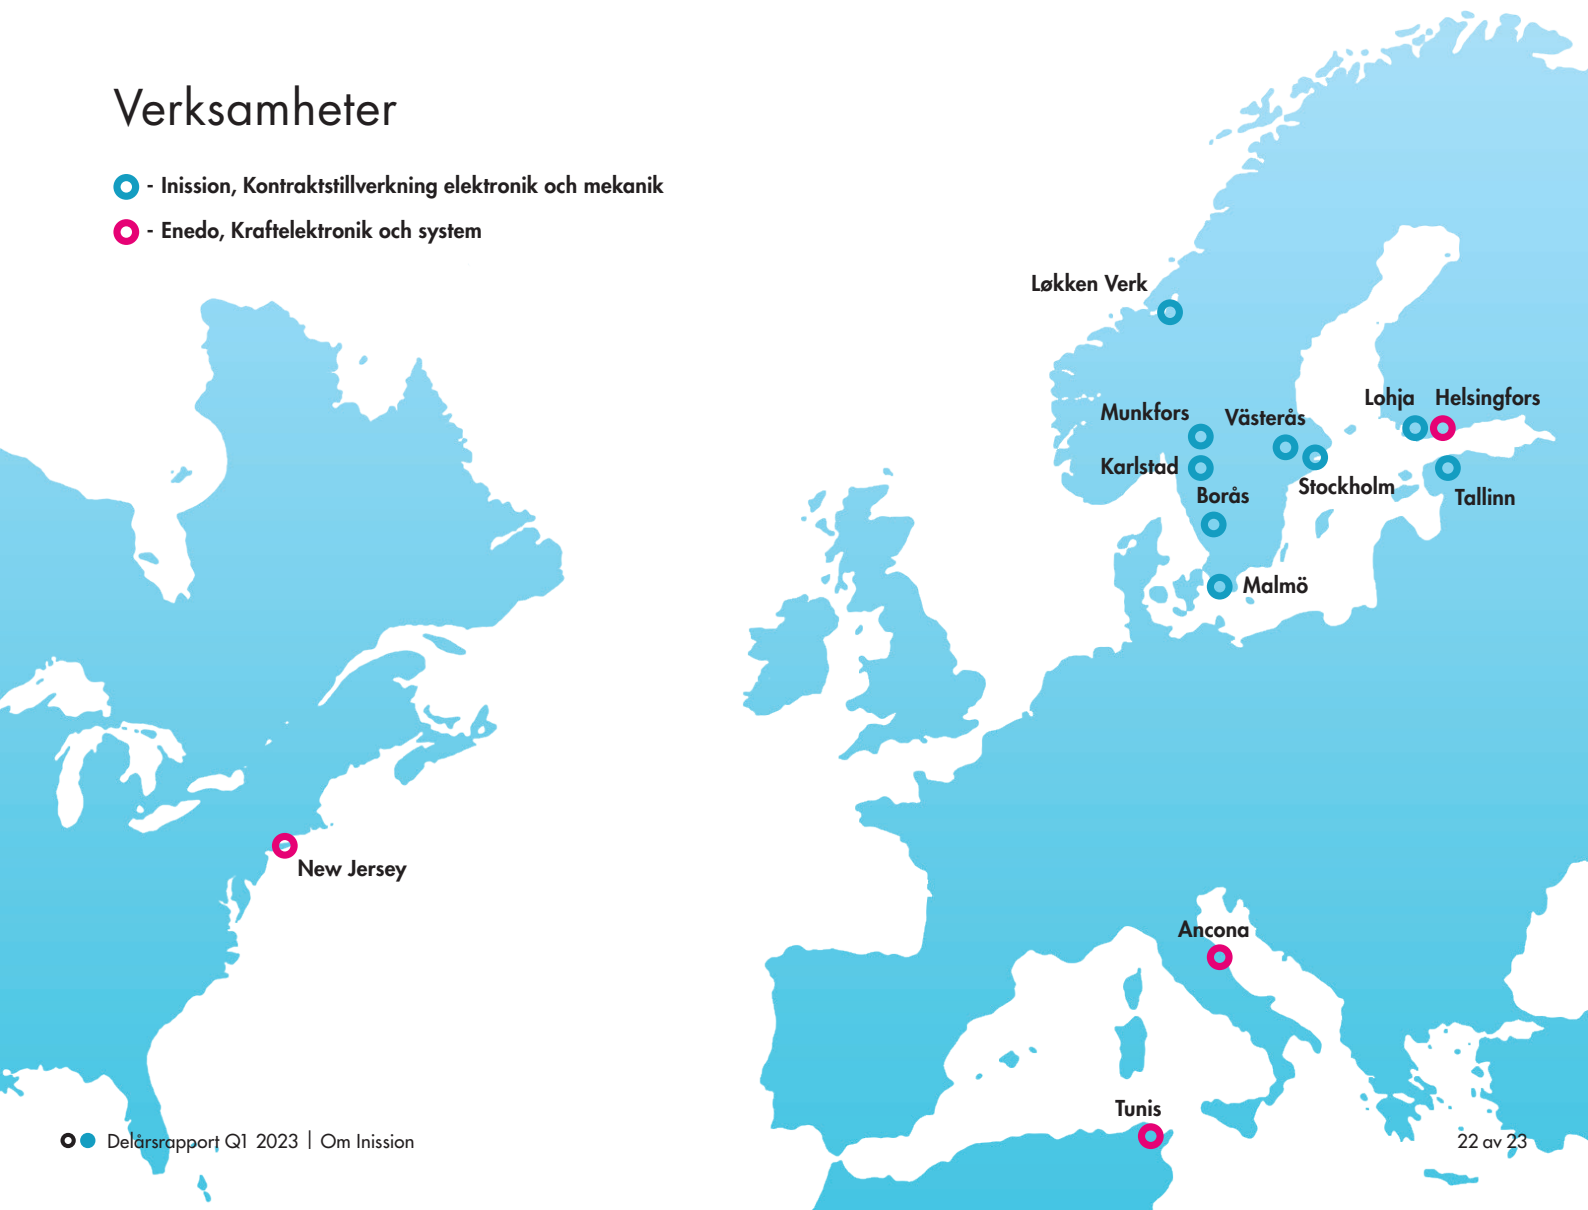 Verksamheter
- Inission, Kontraktstillverkning elektronik och mekanik
- Enedo, Kraftelektronik och system
Løkken Verk
Munkfors
Västerås
Lohja
Helsingfors
Karlstad
Stockholm
Borås
Tallinn
Malmö
New Jersey
Ancona
Tunis
Delårsrapport Q1 2023 | Om Inission
22 av 23